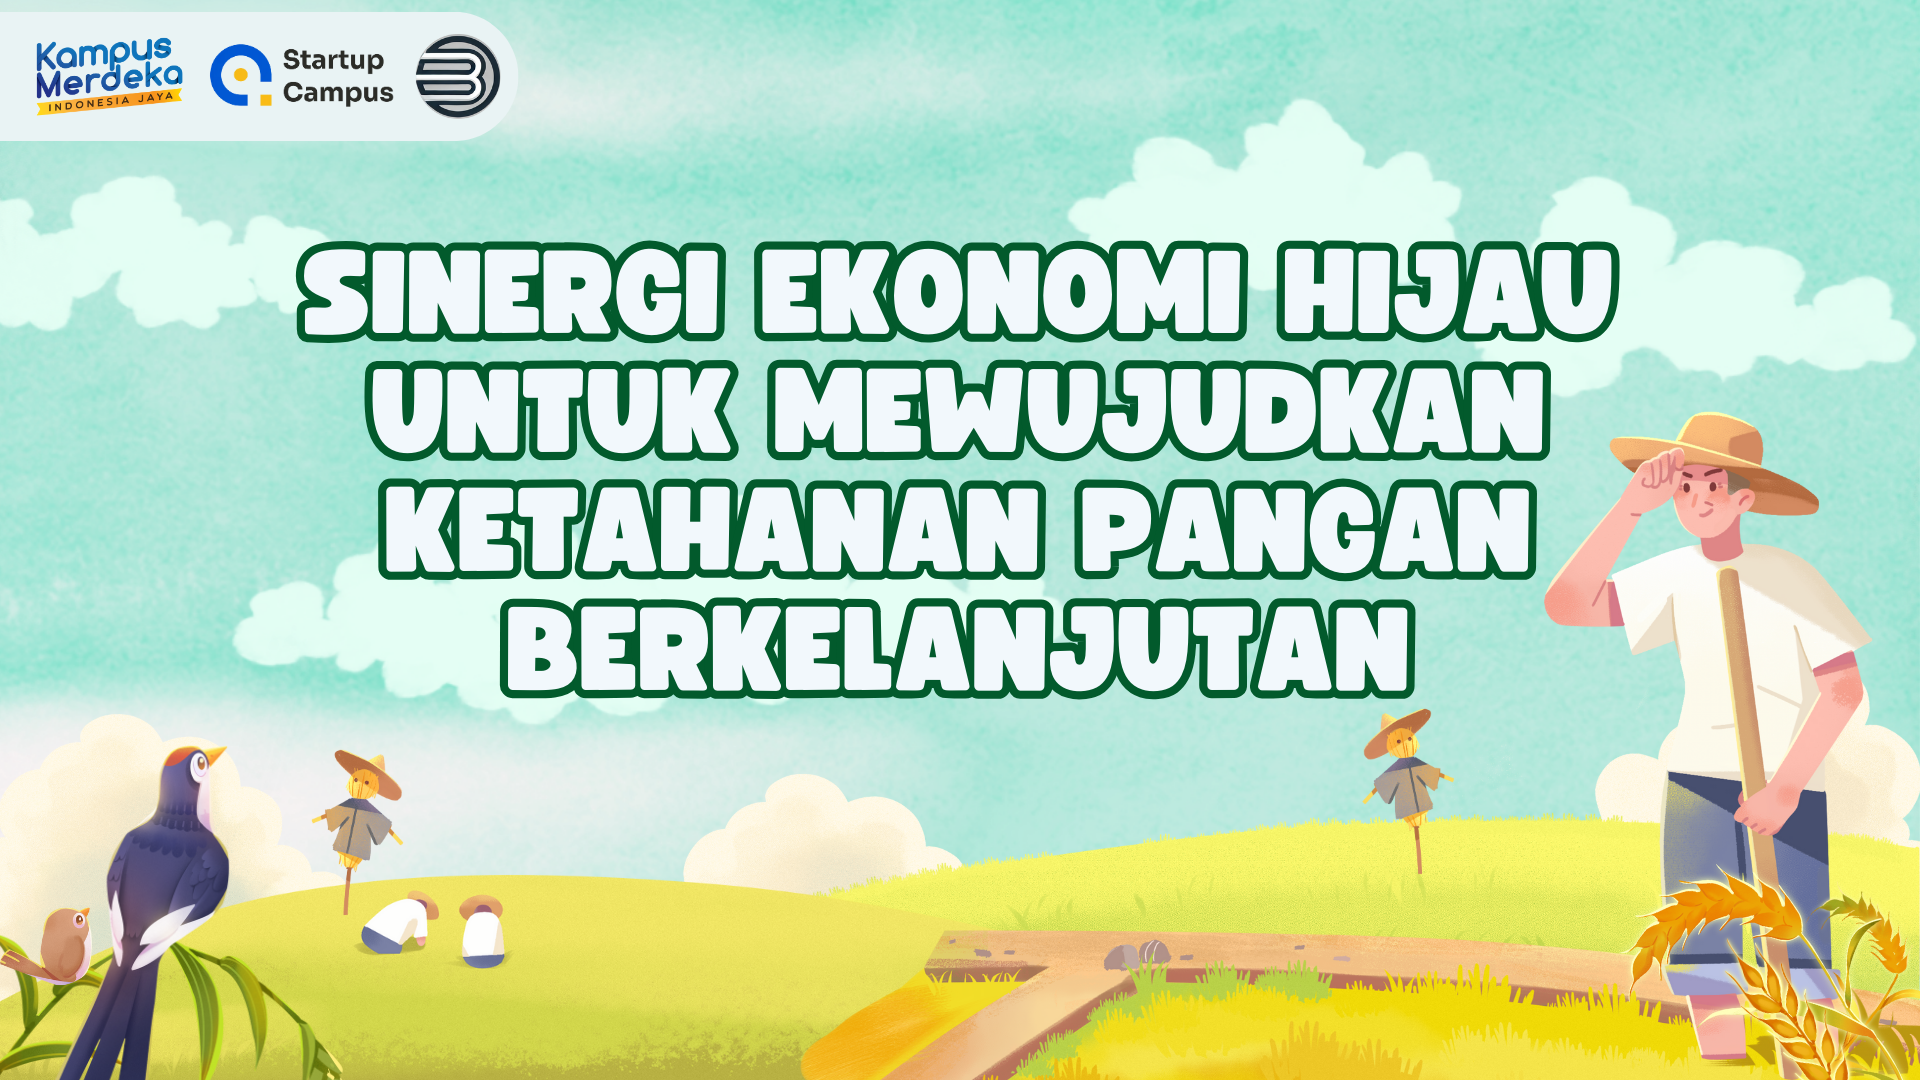 Kampus
Merdeka
INDONESIA JAYA
Startup
Campus
SINERGI EKONOMI HIJAU
UNTUK MEWUJUDKAN
KETAHANAN PANGAN
BERKELANJUTAN